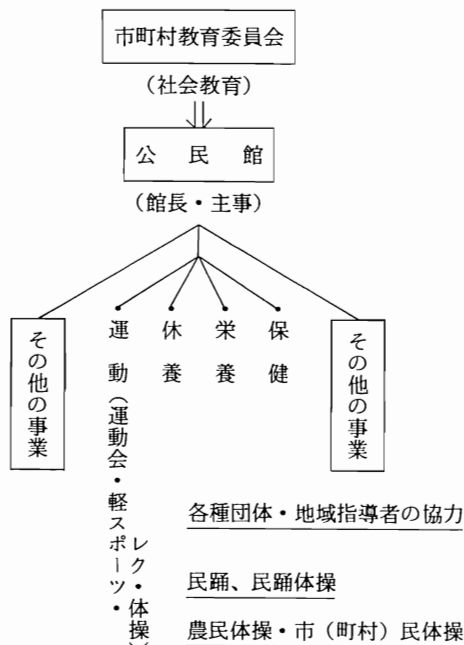 市町村教育委員会
(社会教育)
公民館
(館長・主事)
その他の事業
運動(運動会・軽スポーツ・
レク・体操)
休養
栄養
保健
その他の事業
各種団体・地域指導者の協力
民踊、民踊体操
農民体操・市(町村)民体操